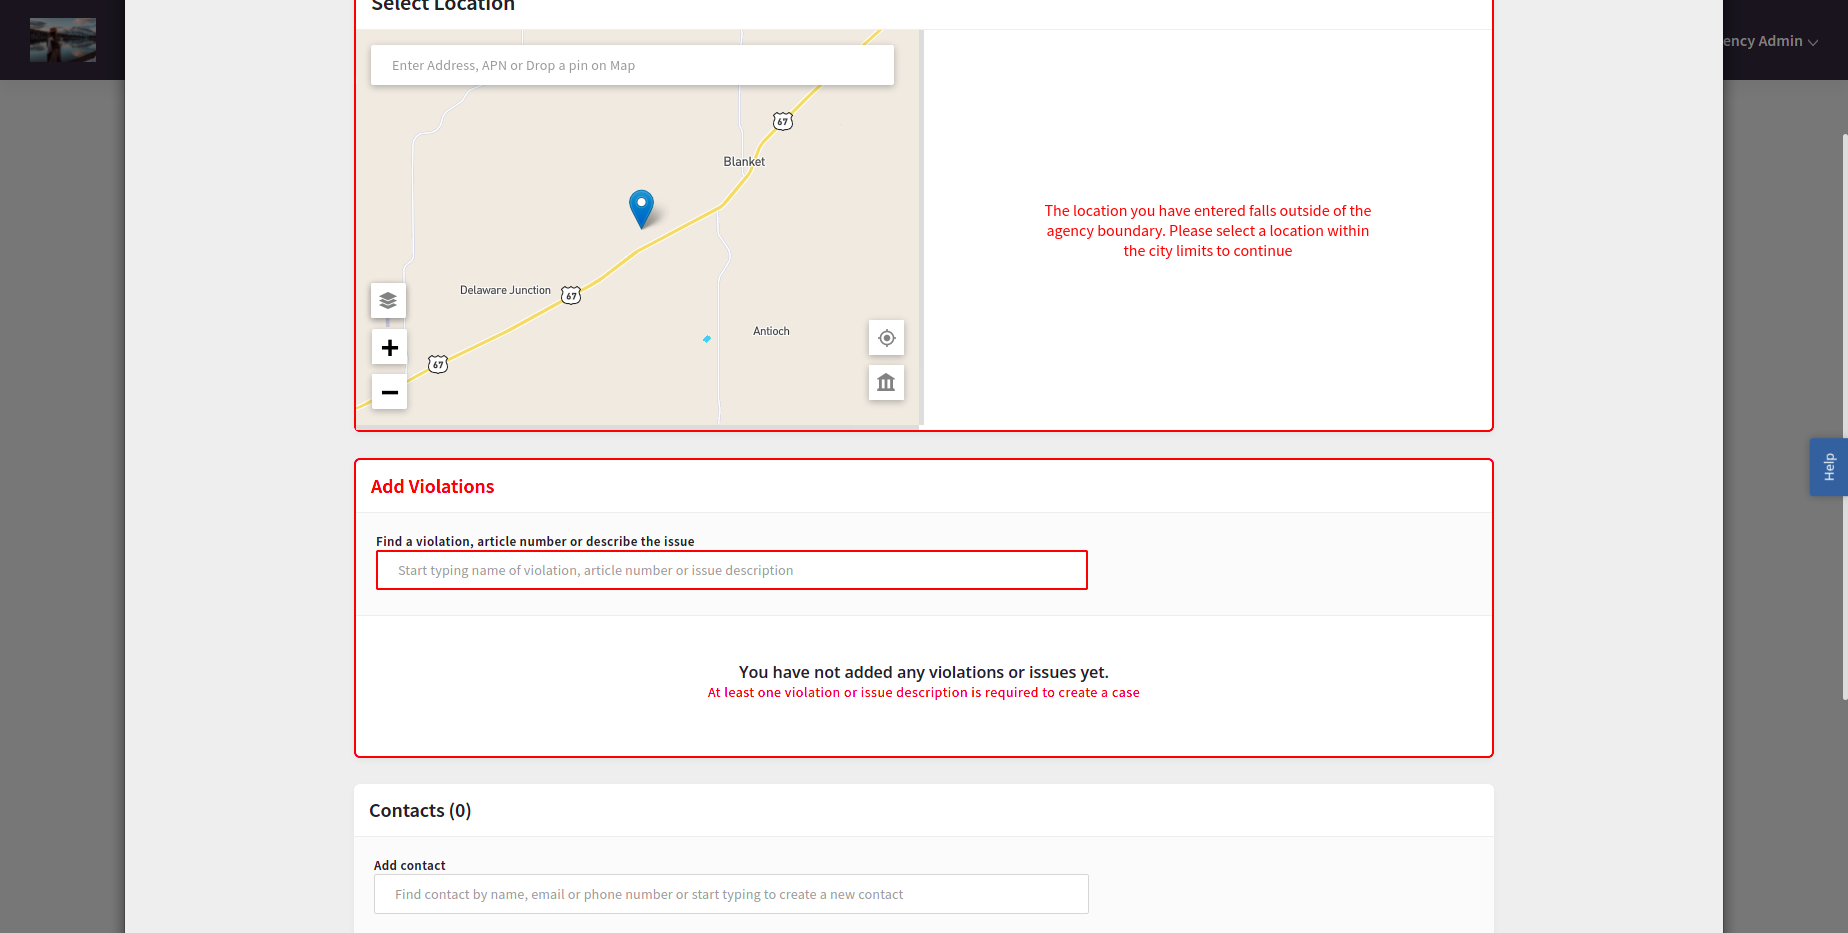 Select Location
ency Admin
Enter Address, APN or Drop a pin on Map
67
Blanket
The location you have entered falls outside of the
agency boundary. Please select a location within
the city limits to continue
Delaware Junction
67
Antioch
67
Help
Add Violations
Find a violation, article number or describe the issue
Start typing name of violation, article number or issue description
You have not added any violations or issues yet.
At least one violation or issue description is required to create a case
Contacts (0)
Add contact
Find contact by name, email or phone number or start typing to create a new contact